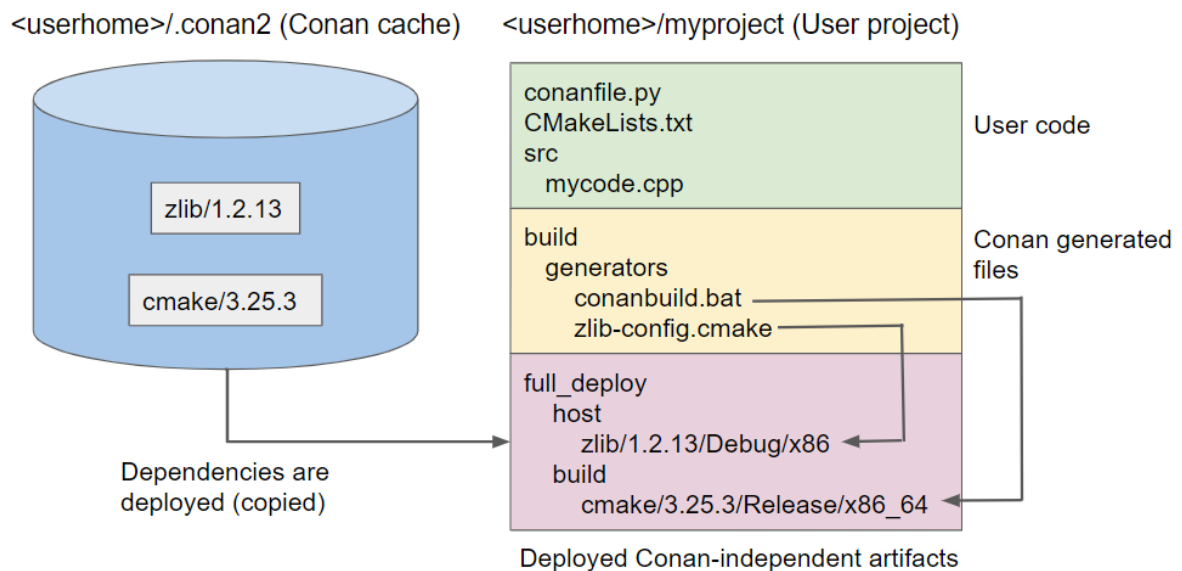 <userhome>/.conan2 (Conan cache)
<userhome>/myproject (User project)
zlib/1.2.13
cmake/3.25.3
Dependencies are
deployed (copied)
conanfile.py
CMakeLists.txt
src
mycode.cpp
User code
build
generators
conanbuild.bat
zlib-config.cmake
Conan generated
files
full_deploy
host
zlib/1.2.13/Debug/x86
build
cmake/3.25.3/Release/x86_64
Deployed Conan-independent artifacts